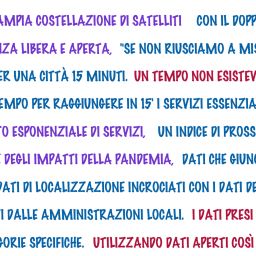 AMPIA COSTELLAZIONE DI SATELLITI CON IL DOPP
NZA LIBERA E APERTA, "SE NON RIUSCIAMO A MIS
ER UNA CITTÀ 15 MINUTI. UN TEMPO NON ESISTEV
EMPO PER RAGGIUNGERE IN 15' I SERVIZI ESSENZIA
TO ESPONENZIALE DI SERVIZI, UN INDICE DI PROSS
E DEGLI IMPATTI DELLA PANDEMIA, DATI CHE GIUNG
DATI DI LOCALIZZAZIONE INCROCIATI CON I DATI DE
TI DALLE AMMINISTRAZIONI LOCALI. I DATI PRESI
GORIE SPECIFICHE. UTILIZZANDO DATI APERTI COSÌ